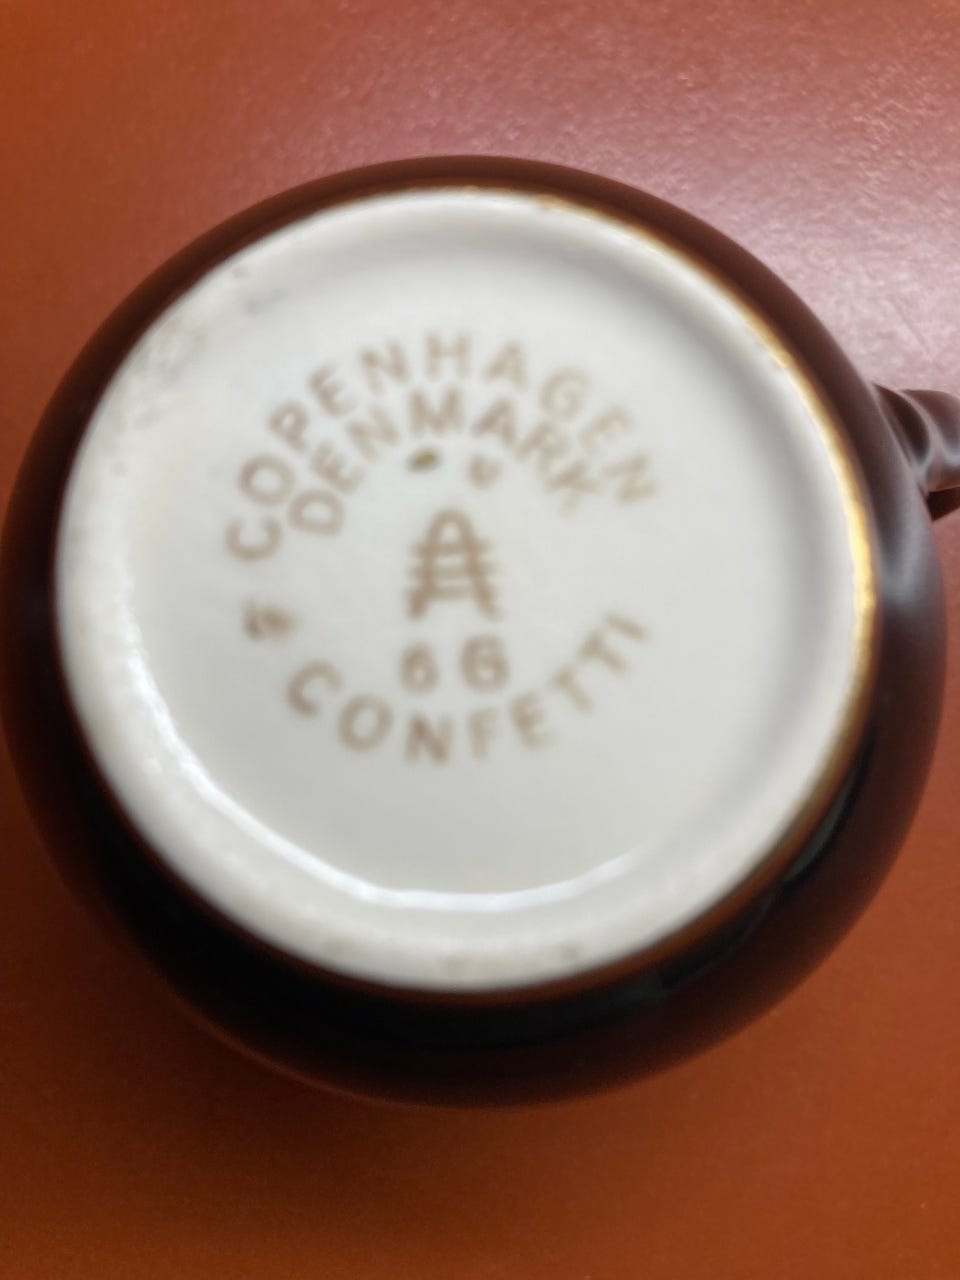 COPENHAGEN
DENMARK
A
66
CONFETTI